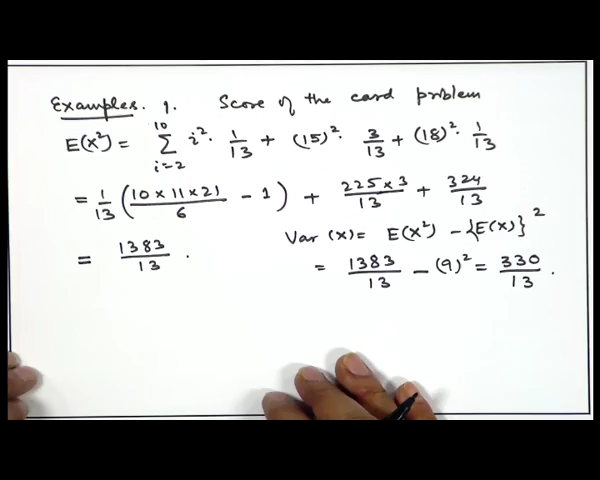 Examples. 1. Score of the card problem
E(X²) = ∑_{i=2}^{10} i² · 1/13 + (15)² · 3/13 + (18)² · 1/13
= 1/13 (10×11×21/6 − 1) + 225×3/13 + 324/13
= 1383/13 .
Var (X) = E(X²) − {E(X)}²
= 1383/13 − (9)² = 330/13 .